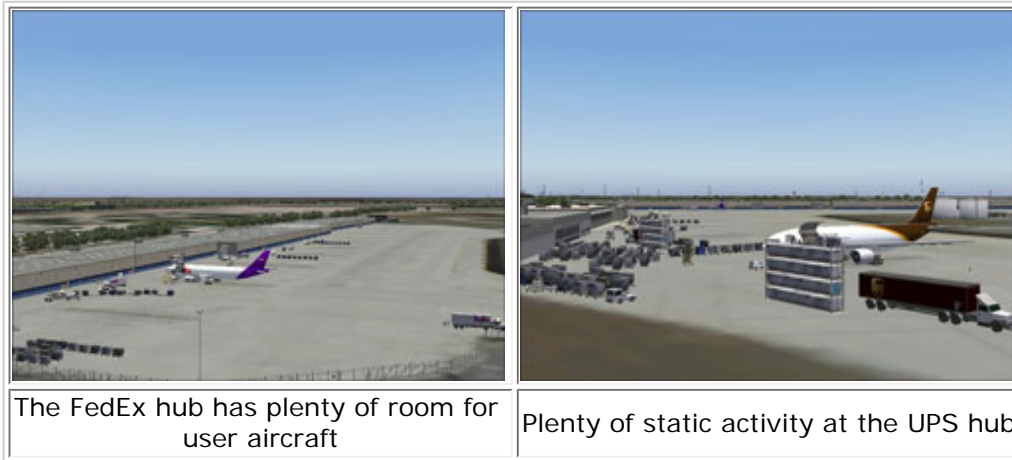 The FedEx hub has plenty of room for
user aircraft
Plenty of static activity at the UPS hub